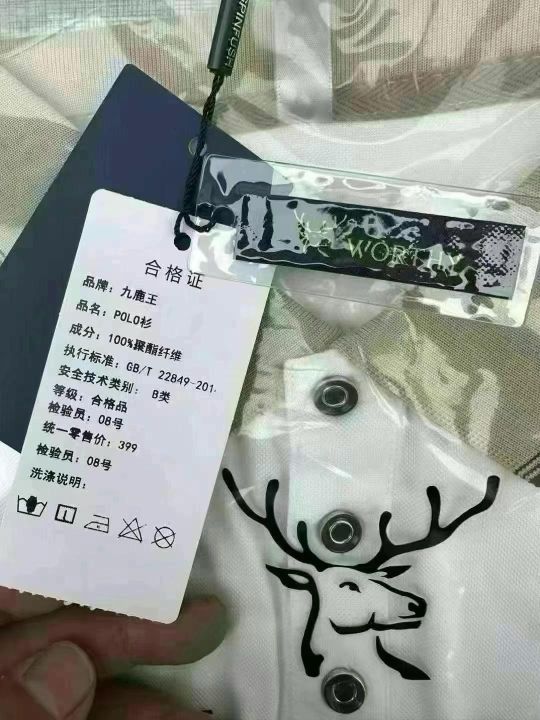 SPINFUSH
WORTHY
合格证
品牌：九鹿王
品名：POLO衫
成分：100%聚酯纤维
执行标准：GB/T 22849-201
安全技术类别： B类
等级：合格品
检验员：08号
统一零售价：399
检验员：08号
洗涤说明：